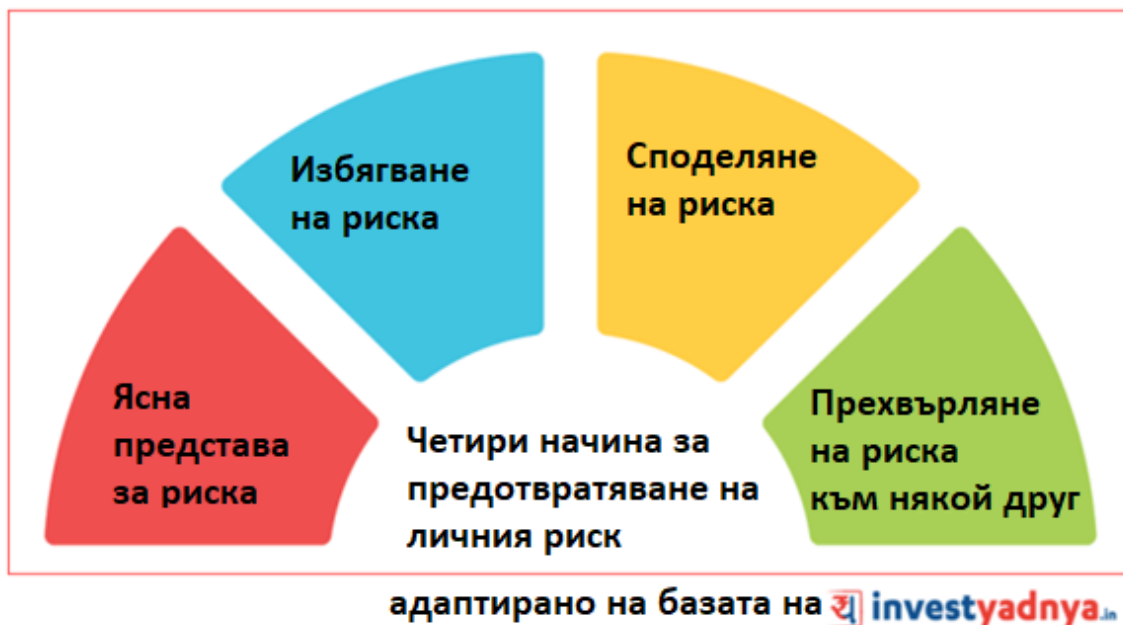 Ясна
представа
за риска
Избягване
на риска
Споделяне
на риска
Прехвърляне
на риска
към някой друг
Четири начина за
предотвратяване на
личния риск
адаптирано на базата на investyadnya.in